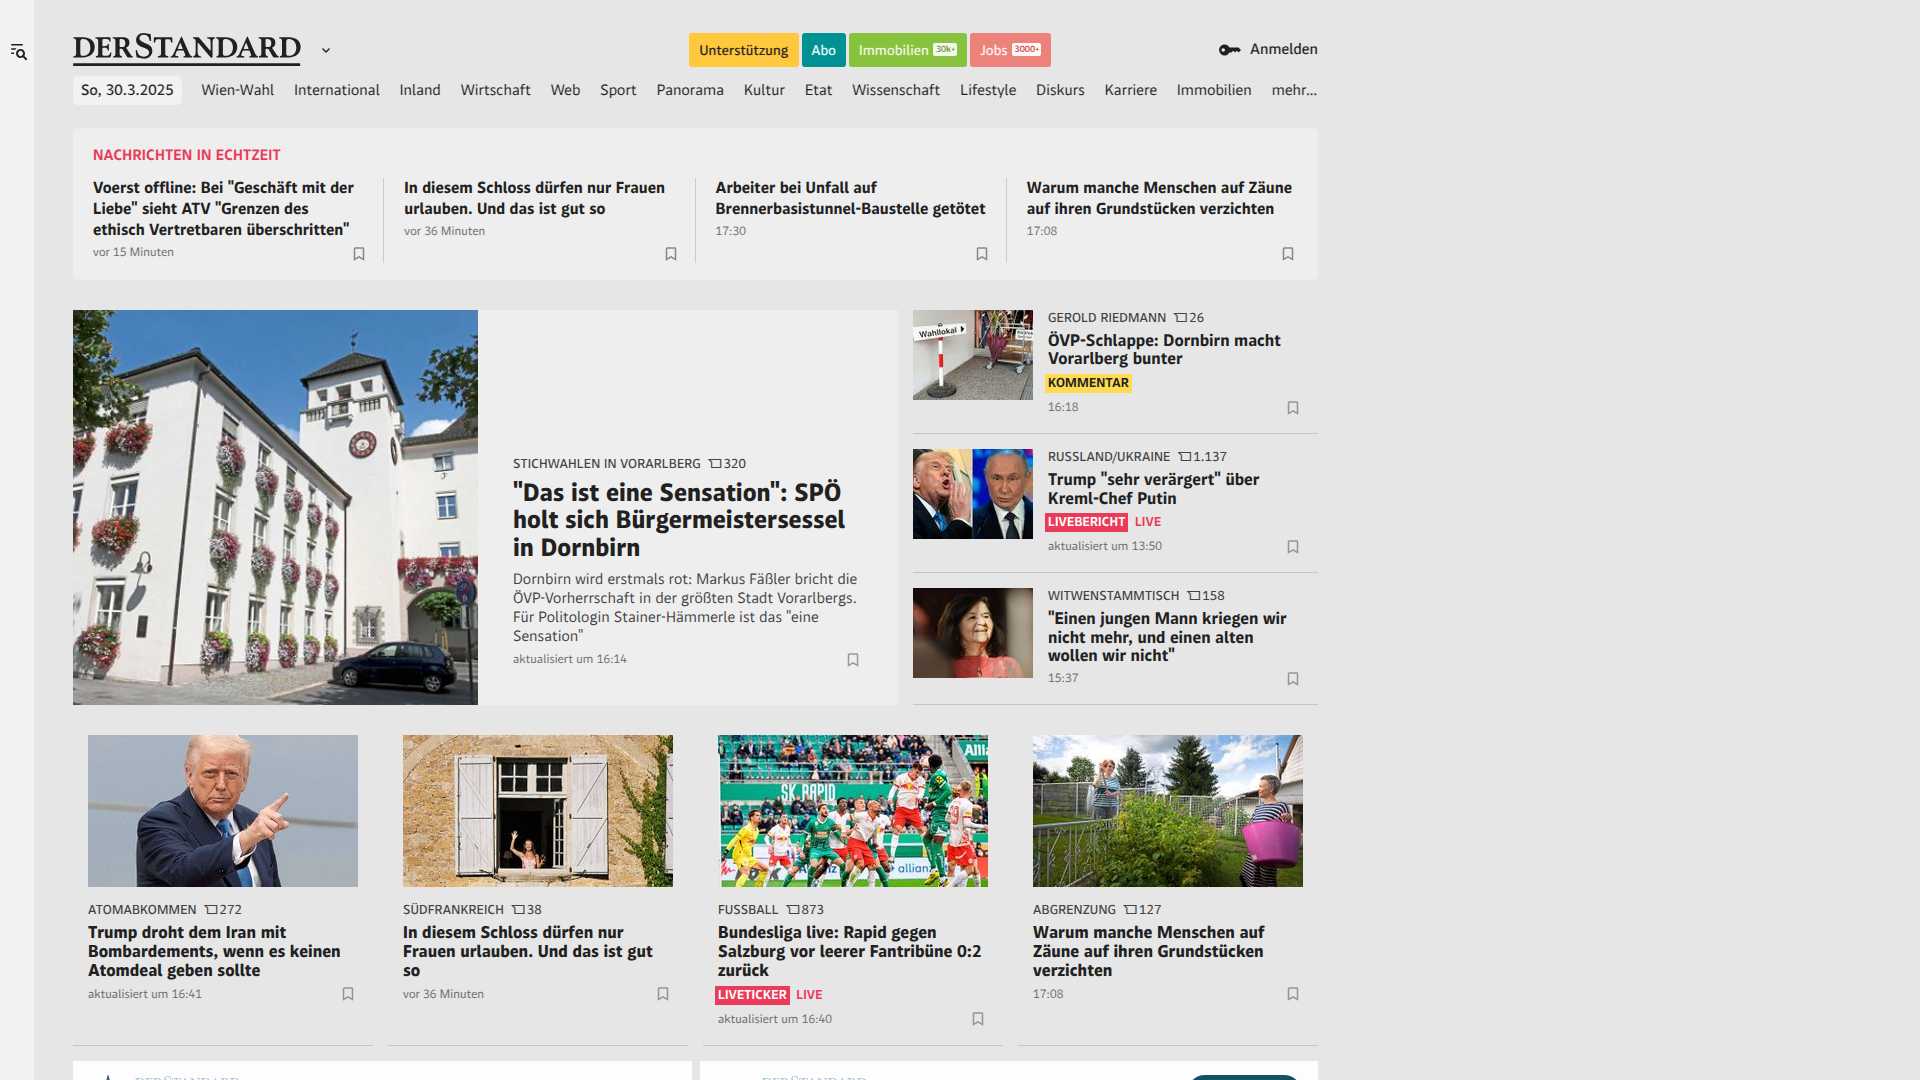 DERSTANDARD
Unterstützung
Abo
Immobilien 30k+
Jobs 3000+
Anmelden
So, 30.3.2025
Wien-Wahl
International
Inland
Wirtschaft
Web
Sport
Panorama
Kultur
Etat
Wissenschaft
Lifestyle
Diskurs
Karriere
Immobilien
mehr...
NACHRICHTEN IN ECHTZEIT
Voerst offline: Bei "Geschäft mit der
Liebe" sieht ATV "Grenzen des
ethisch Vertretbaren überschritten"
vor 15 Minuten
In diesem Schloss dürfen nur Frauen
urlauben. Und das ist gut so
vor 36 Minuten
Arbeiter bei Unfall auf
Brennerbasistunnel-Baustelle getötet
17:30
Warum manche Menschen auf Zäune
auf ihren Grundstücken verzichten
17:08
STICHWAHLEN IN VORARLBERG 320
"Das ist eine Sensation": SPÖ
holt sich Bürgermeistersessel
in Dornbirn
Dornbirn wird erstmals rot: Markus Fäßler bricht die
ÖVP-Vorherrschaft in der größten Stadt Vorarlbergs.
Für Politologin Stainer-Hämmerle ist das "eine
Sensation"
aktualisiert um 16:14
Wahllokal
GEROLD RIEDMANN 26
ÖVP-Schlappe: Dornbirn macht
Vorarlberg bunter
KOMMENTAR
16:18
RUSSLAND/UKRAINE 1.137
Trump "sehr verärgert" über
Kreml-Chef Putin
LIVEBERICHT LIVE
aktualisiert um 13:50
WITWENSTAMMTISCH 158
"Einen jungen Mann kriegen wir
nicht mehr, und einen alten
wollen wir nicht"
15:37
ATOMABKOMMEN 272
Trump droht dem Iran mit
Bombardements, wenn es keinen
Atomdeal geben sollte
aktualisiert um 16:41
SÜDFRANKREICH 38
In diesem Schloss dürfen nur
Frauen urlauben. Und das ist gut
so
vor 36 Minuten
Alli
SK RAPID
allianz
FUSSBALL 873
Bundesliga live: Rapid gegen
Salzburg vor leerer Fantribüne 0:2
zurück
LIVETICKER LIVE
aktualisiert um 16:40
ABGRENZUNG 127
Warum manche Menschen auf
Zäune auf ihren Grundstücken
verzichten
17:08
DERSTANDARD
DERSTANDARD